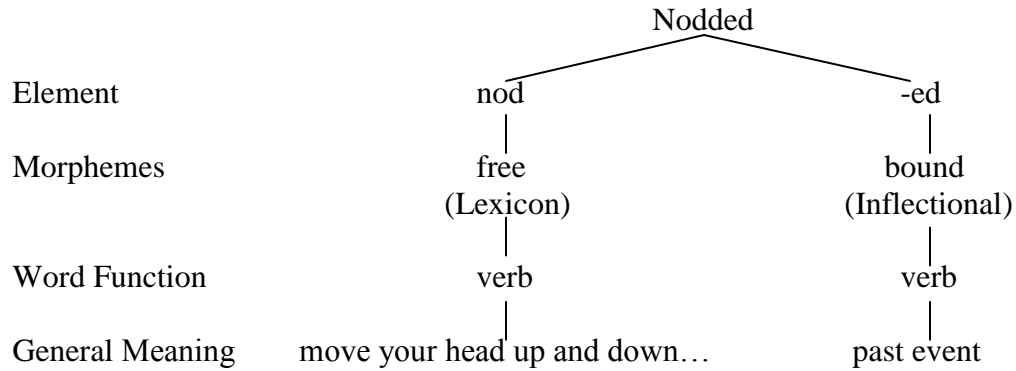 Nodded
Element nod -ed
Morphemes free bound
(Lexicon) (Inflectional)
Word Function verb verb
General Meaning move your head up and down… past event